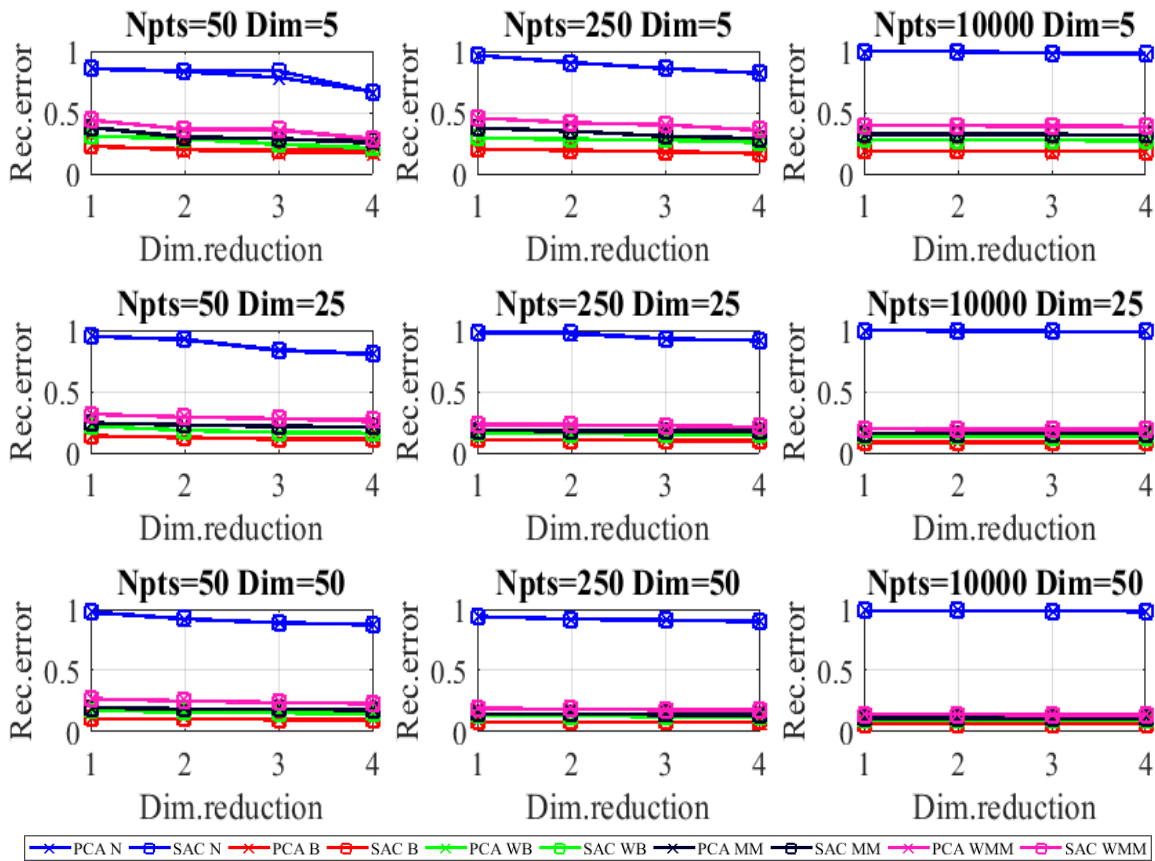 Npts=50 Dim=5 Npts=250 Dim=5 Npts=10000 Dim=5
Rec.error 1 0.5 0 Rec.error 1 0.5 0 Rec.error 1 0.5 0
1 2 3 4 1 2 3 4 1 2 3 4
Dim.reduction Dim.reduction Dim.reduction
Npts=50 Dim=25 Npts=250 Dim=25 Npts=10000 Dim=25
Rec.error 1 0.5 0 Rec.error 1 0.5 0 Rec.error 1 0.5 0
1 2 3 4 1 2 3 4 1 2 3 4
Dim.reduction Dim.reduction Dim.reduction
Npts=50 Dim=50 Npts=250 Dim=50 Npts=10000 Dim=50
Rec.error 1 0.5 0 Rec.error 1 0.5 0 Rec.error 1 0.5 0
1 2 3 4 1 2 3 4 1 2 3 4
Dim.reduction Dim.reduction Dim.reduction
PCA N SAC N PCA B SAC B PCA WB SAC WB PCA MM SAC MM PCA WMM SAC WMM